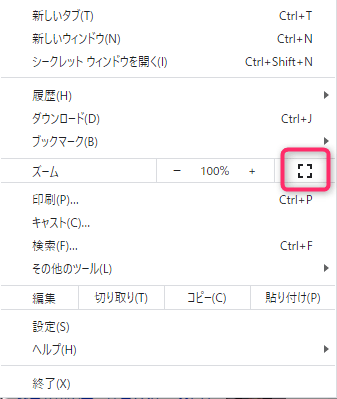 新しいタブ(T) Ctrl+T
新しいウィンドウ(N) Ctrl+N
シークレット ウィンドウを開く(I) Ctrl+Shift+N
履歴(H)
ダウンロード(D) Ctrl+J
ブックマーク(B)
ズーム － 100% +
印刷(P)... Ctrl+P
キャスト(C)...
検索(F)... Ctrl+F
その他のツール(L)
編集 切り取り(T) コピー(C) 貼り付け(P)
設定(S)
ヘルプ(H)
終了(X)